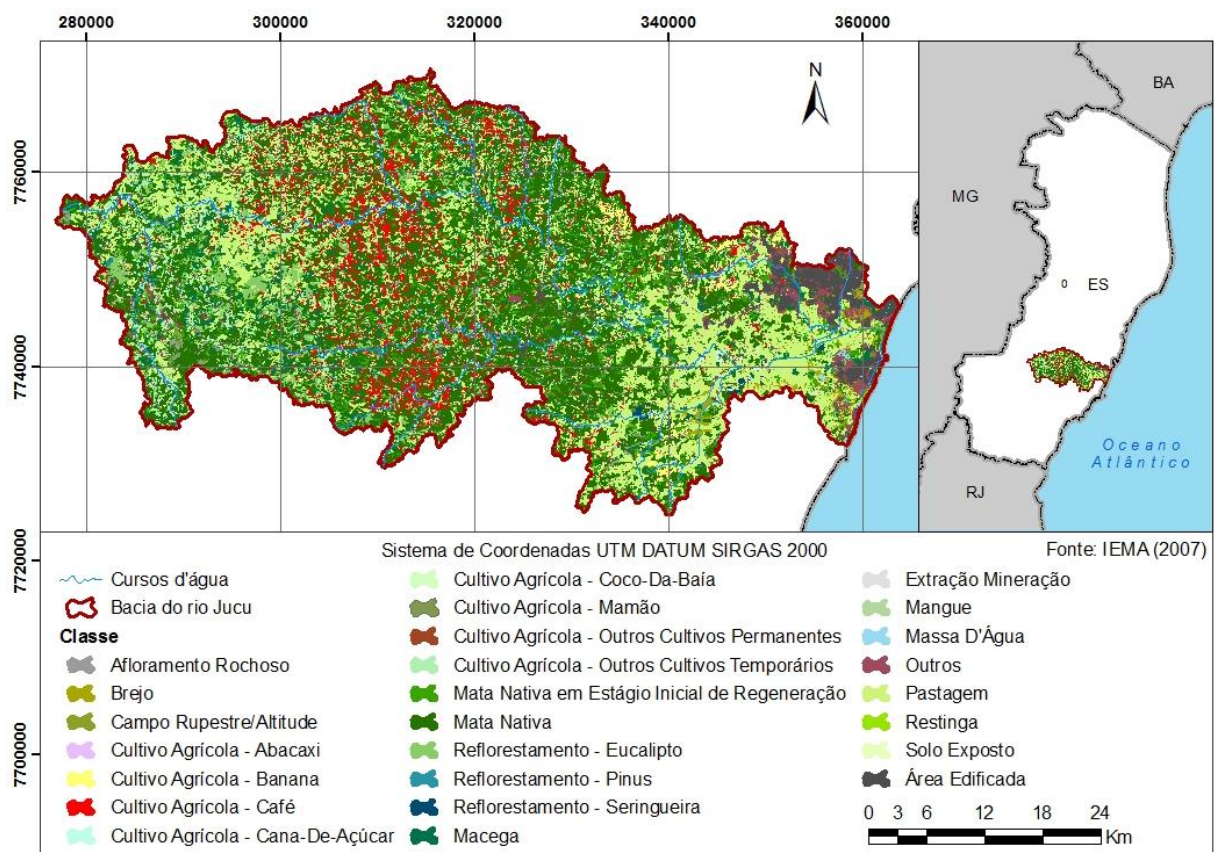 280000 300000 320000 340000 360000
N
BA
7760000
MG
ES
0
7740000
Oceano
Atlântico
RJ
7720000
Sistema de Coordenadas UTM DATUM SIRGAS 2000
Fonte: IEMA (2007)
Cursos d'água
Bacia do rio Jucu
Classe
Afloramento Rochoso
Brejo
Campo Rupestre/Altitude
Cultivo Agrícola - Abacaxi
Cultivo Agrícola - Banana
Cultivo Agrícola - Café
Cultivo Agrícola - Cana-De-Açúcar
Cultivo Agrícola - Coco-Da-Baía
Cultivo Agrícola - Mamão
Cultivo Agrícola - Outros Cultivos Permanentes
Cultivo Agrícola - Outros Cultivos Temporários
Mata Nativa em Estágio Inicial de Regeneração
Mata Nativa
Reflorestamento - Eucalipto
Reflorestamento - Pinus
Reflorestamento - Seringueira
Macega
Extração Mineração
Mangue
Massa D'Água
Outros
Pastagem
Restinga
Solo Exposto
Área Edificada
7700000
0 3 6 12 18 24
Km